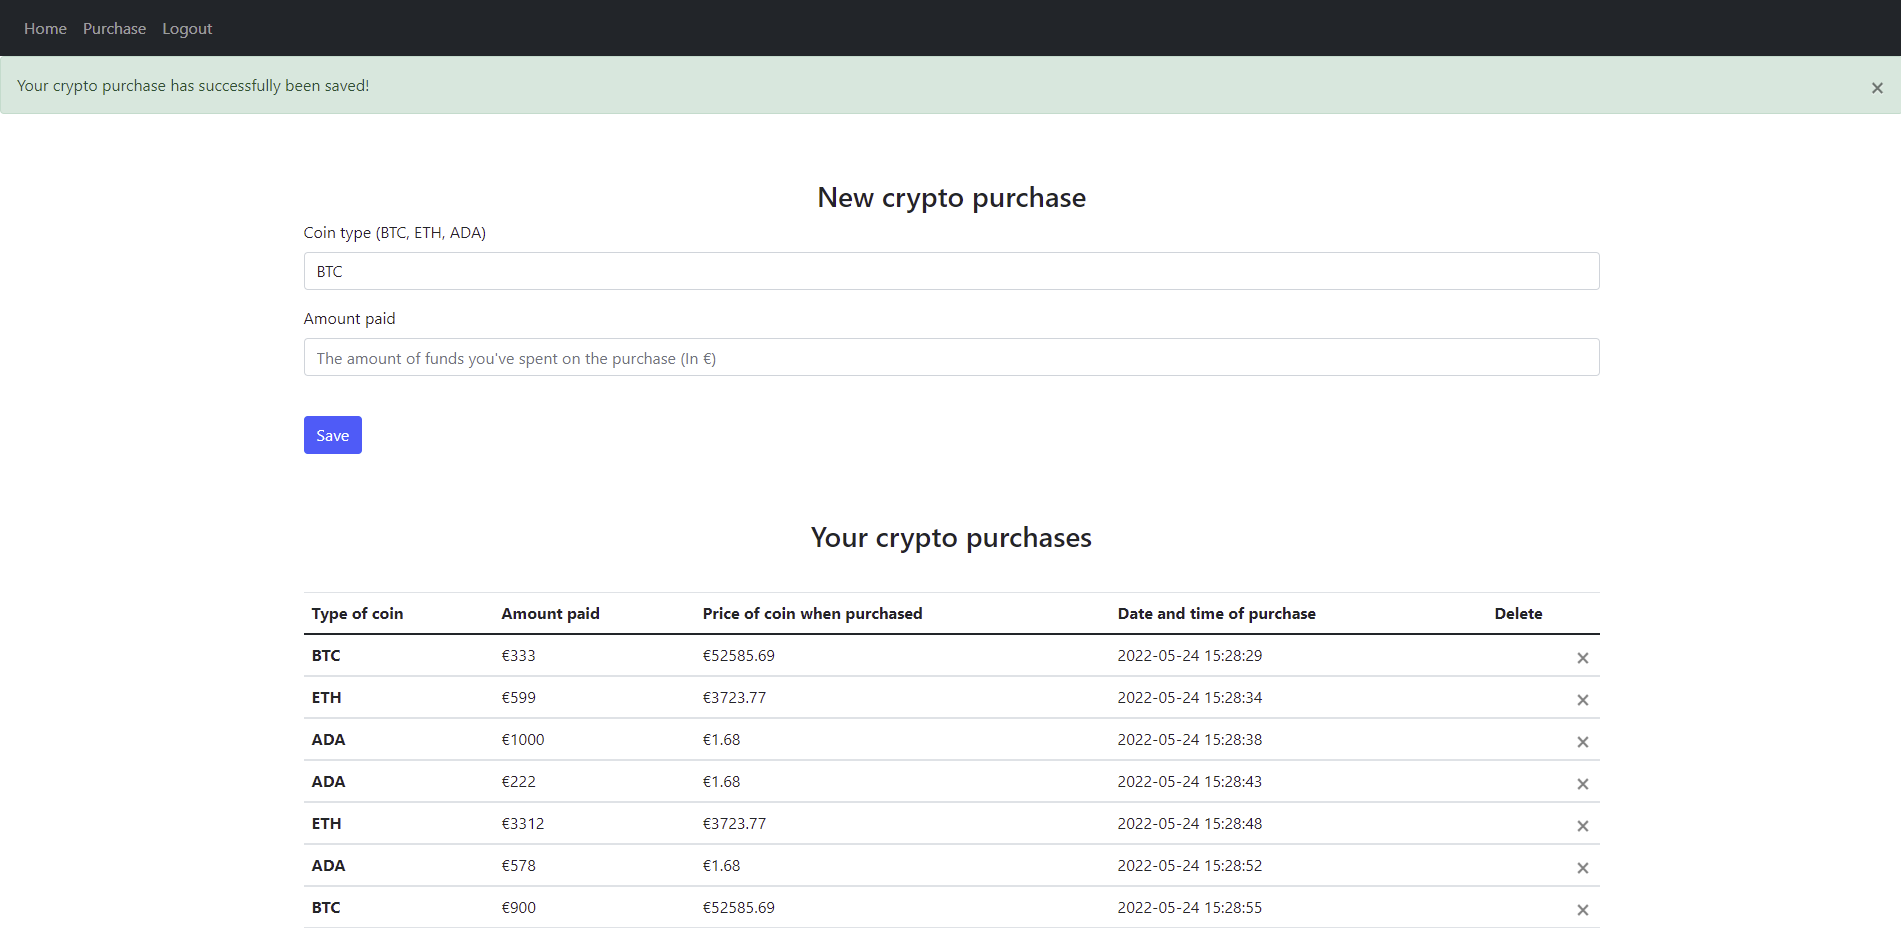 Home Purchase Logout
Your crypto purchase has successfully been saved! ×
New crypto purchase
Coin type (BTC, ETH, ADA)
BTC
Amount paid
The amount of funds you've spent on the purchase (In €)
Save
Your crypto purchases
Type of coin Amount paid Price of coin when purchased Date and time of purchase Delete
BTC €333 €52585.69 2022-05-24 15:28:29 ×
ETH €599 €3723.77 2022-05-24 15:28:34 ×
ADA €1000 €1.68 2022-05-24 15:28:38 ×
ADA €222 €1.68 2022-05-24 15:28:43 ×
ETH €3312 €3723.77 2022-05-24 15:28:48 ×
ADA €578 €1.68 2022-05-24 15:28:52 ×
BTC €900 €52585.69 2022-05-24 15:28:55 ×